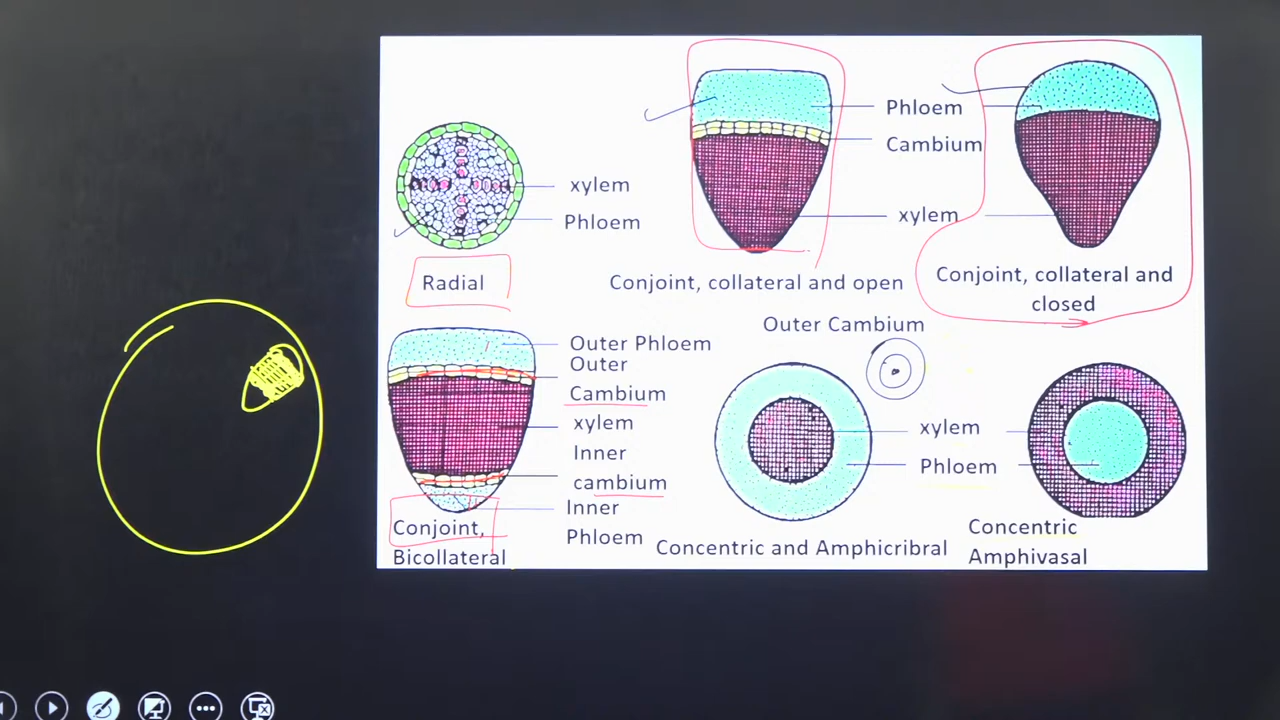 Phloem
Cambium
xylem
xylem
Phloem
Radial
Conjoint, collateral and open
Conjoint, collateral and
closed
Outer Cambium
Outer Phloem
Outer
Cambium
xylem
Inner
cambium
Inner
Phloem
Conjoint,
Bicollateral
xylem
Phloem
Concentric and Amphicribral
Concentric
Amphivasal